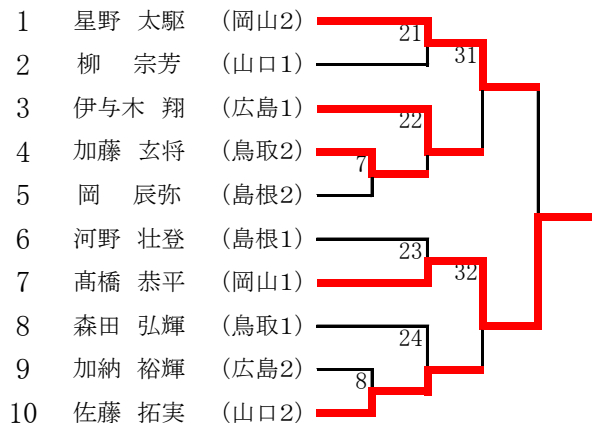 1 星野 太駆 (岡山2)
21
31
2 柳 宗芳 (山口1)
3 伊与木 翔 (広島1)
22
4 加藤 玄将 (鳥取2)
7
5 岡 辰弥 (島根2)
6 河野 壮登 (島根1)
23
32
7 髙橋 恭平 (岡山1)
8 森田 弘輝 (鳥取1)
24
9 加納 裕輝 (広島2)
8
10 佐藤 拓実 (山口2)